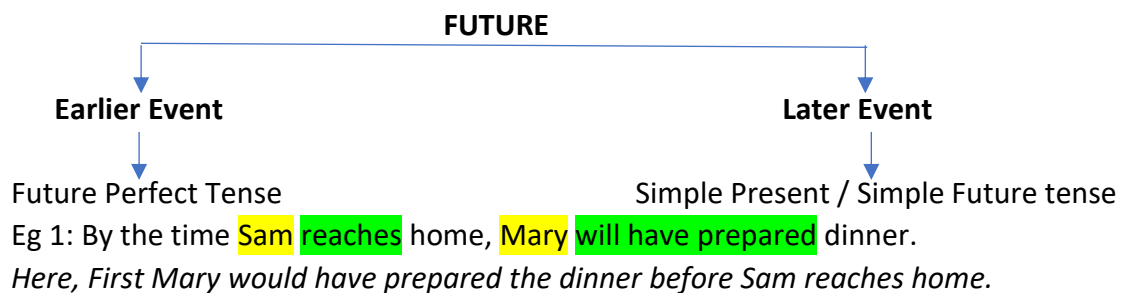 FUTURE
Earlier Event Later Event
Future Perfect Tense Simple Present / Simple Future tense
Eg 1: By the time Sam reaches home, Mary will have prepared dinner.
Here, First Mary would have prepared the dinner before Sam reaches home.